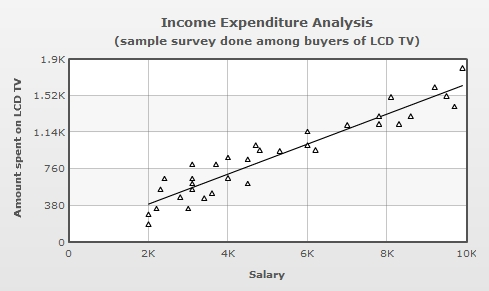 Income Expenditure Analysis
(sample survey done among buyers of LCD TV)
Amount spent on LCD TV
1.9K
1.52K
1.14K
760
380
0
0 2K 4K 6K 8K 10K
Salary